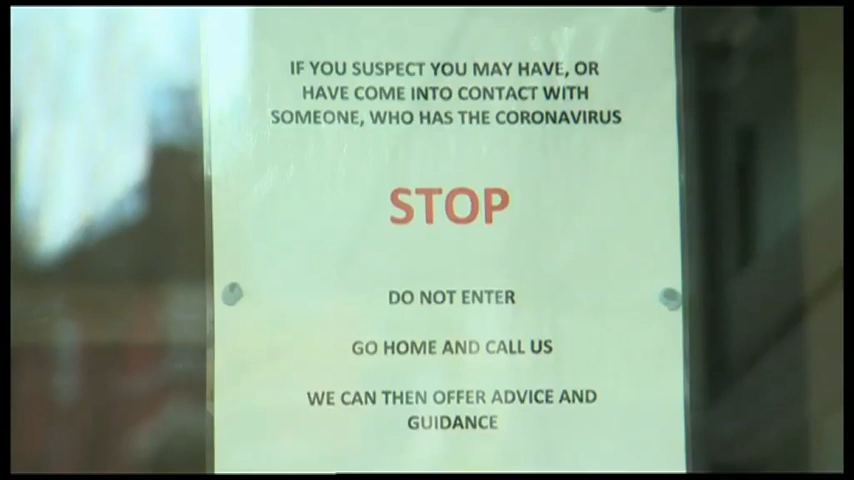 IF YOU SUSPECT YOU MAY HAVE, OR
HAVE COME INTO CONTACT WITH
SOMEONE, WHO HAS THE CORONAVIRUS
STOP
DO NOT ENTER
GO HOME AND CALL US
WE CAN THEN OFFER ADVICE AND
GUIDANCE